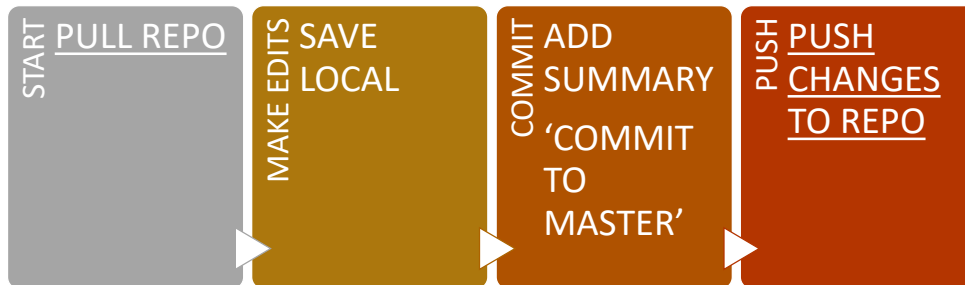 START
PULL REPO
MAKE EDITS
SAVE
LOCAL
COMMIT
ADD
SUMMARY
‘COMMIT
TO
MASTER’
PUSH
PUSH
CHANGES
TO REPO